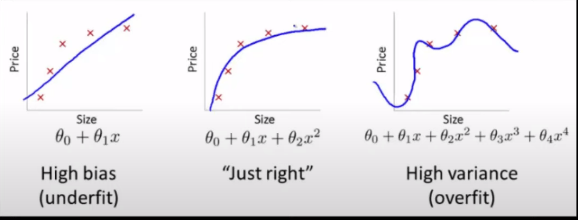 Price
Size
θ₀ + θ₁x
High bias
(underfit)
Price
Size
θ₀ + θ₁x + θ₂x²
"Just right"
Price
Size
θ₀ + θ₁x + θ₂x² + θ₃x³ + θ₄x⁴
High variance
(overfit)